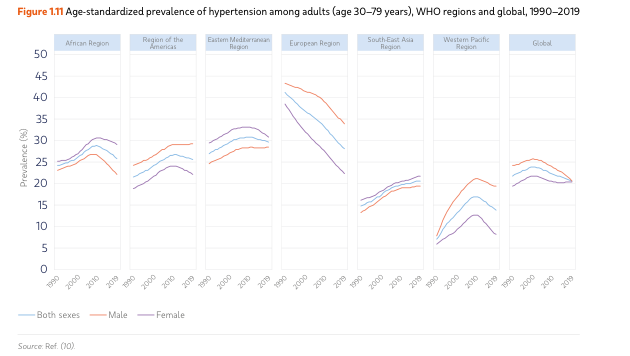 Figure 1.11 Age-standardized prevalence of hypertension among adults (age 30–79 years), WHO regions and global, 1990–2019
African Region
Region of the Americas
Eastern Mediterranean Region
European Region
South-East Asia Region
Western Pacific Region
Global
Prevalence (%)
50
45
40
35
30
25
20
15
10
5
0
1990 2000 2010 2019
1990 2000 2010 2019
1990 2000 2010 2019
1990 2000 2010 2019
1990 2000 2010 2019
1990 2000 2010 2019
1990 2000 2010 2019
Both sexes Male Female
Source: Ref. (10).